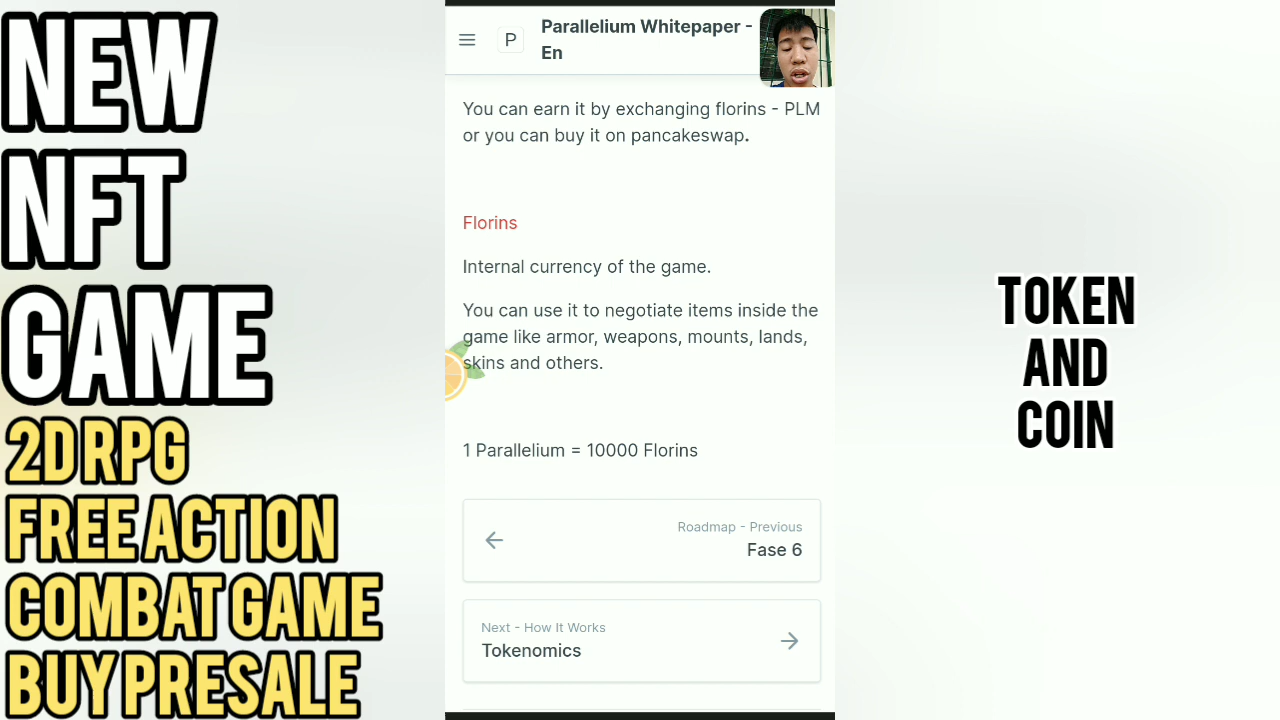 NEW
NFT
GAME
2D RPG
FREE ACTION
COMBAT GAME
BUY PRESALE
P
Parallelium Whitepaper -
En
You can earn it by exchanging florins - PLM
or you can buy it on pancakeswap.
Florins
Internal currency of the game.
You can use it to negotiate items inside the
game like armor, weapons, mounts, lands,
skins and others.
1 Parallelium = 10000 Florins
Roadmap - Previous
Fase 6
Next - How It Works
Tokenomics
TOKEN
AND
COIN